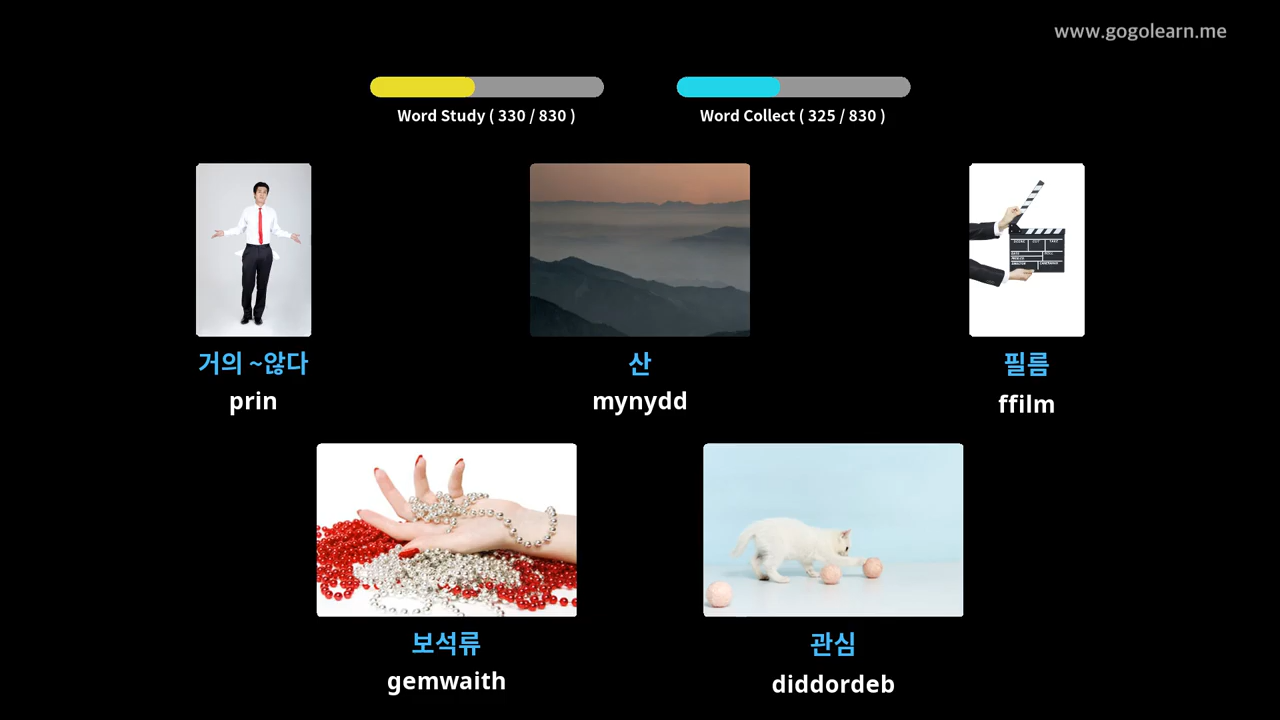 www.gogolearn.me
Word Study ( 330 / 830 )
Word Collect ( 325 / 830 )
거의 ~않다
prin
산
mynydd
필름
ffilm
보석류
gemwaith
관심
diddordeb